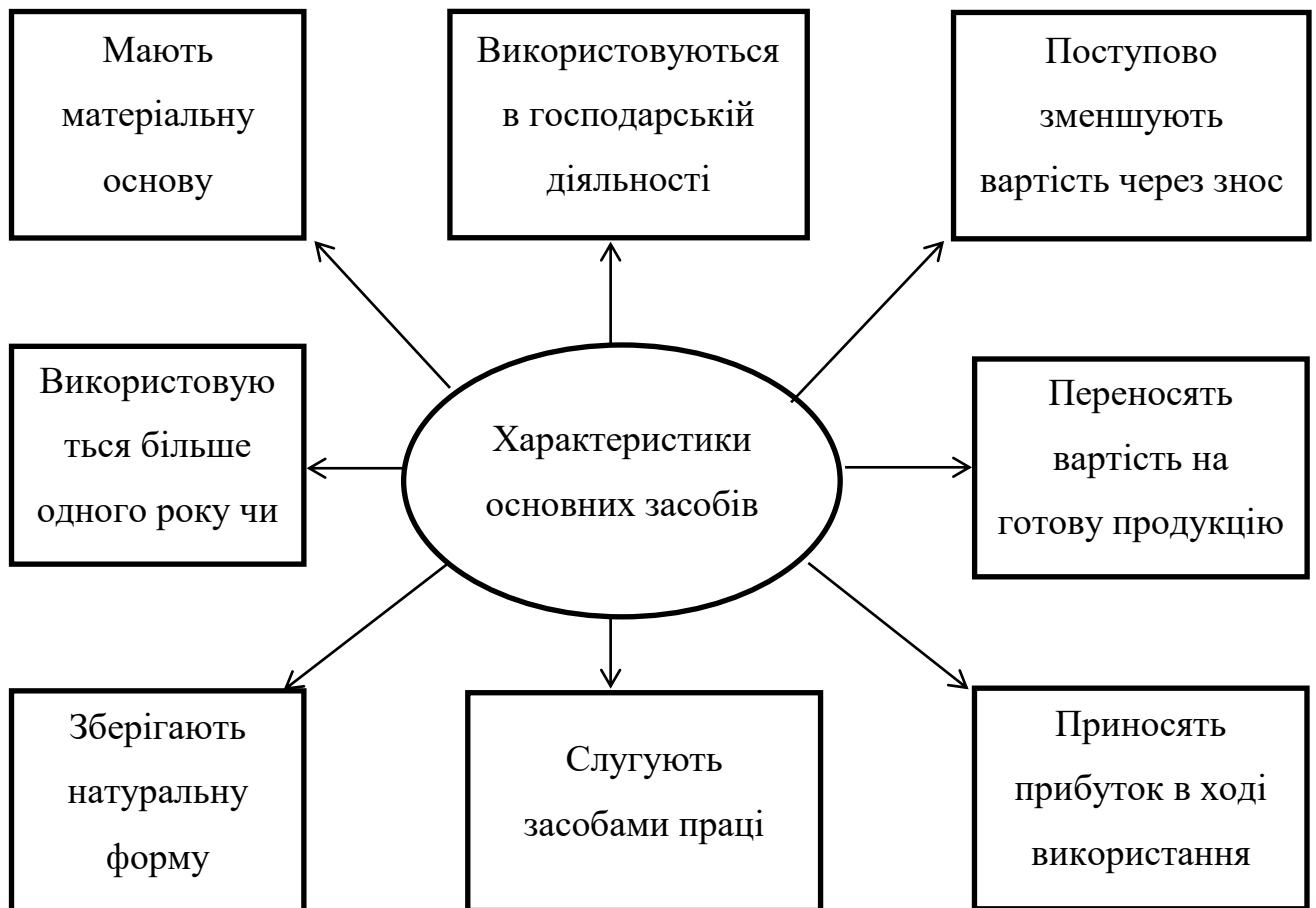 Мають
матеріальну
основу
Використовуються
в господарській
діяльності
Поступово
зменшують
вартість через знос
Використовую
ться більше
одного року чи
Характеристики
основних засобів
Переносять
вартість на
готову продукцію
Зберігають
натуральну
форму
Слугують
засобами праці
Приносять
прибуток в ході
використання